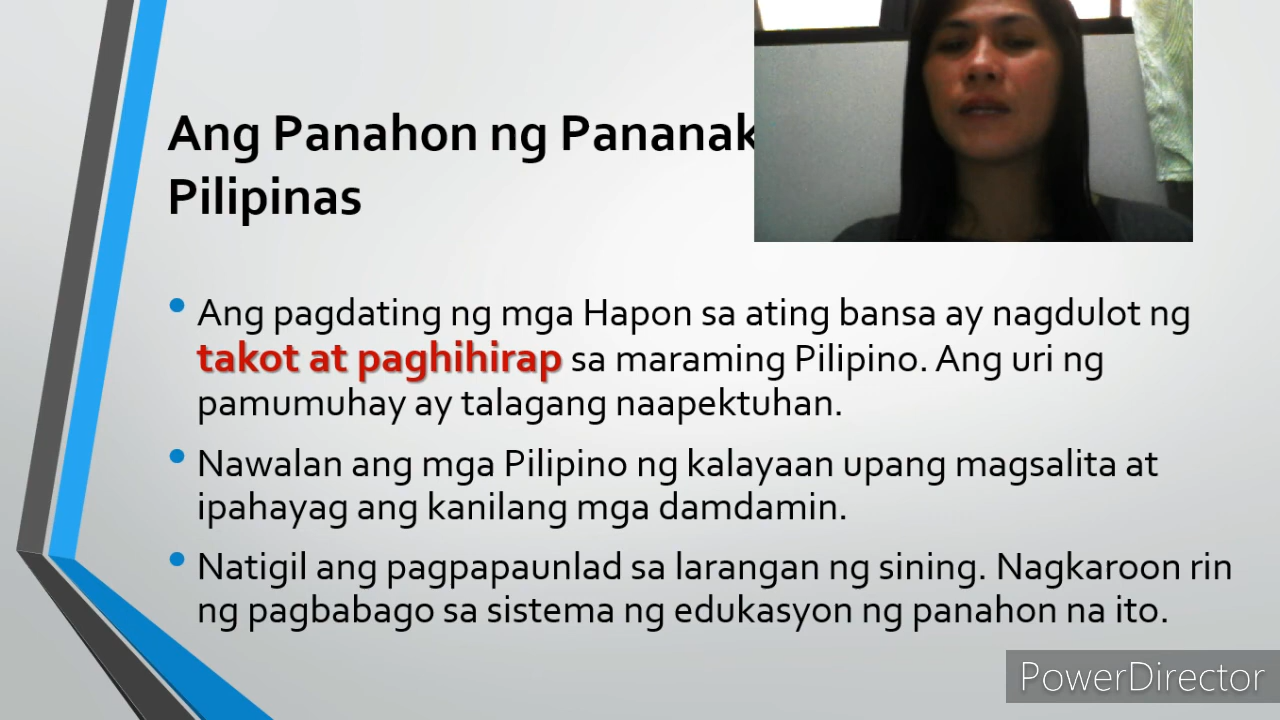 Ang Panahon ng Pananak
Pilipinas
Ang pagdating ng mga Hapon sa ating bansa ay nagdulot ng
takot at paghihirap sa maraming Pilipino. Ang uri ng
pamumuhay ay talagang naapektuhan.
Nawalan ang mga Pilipino ng kalayaan upang magsalita at
ipahayag ang kanilang mga damdamin.
Natigil ang pagpapaunlad sa larangan ng sining. Nagkaroon rin
ng pagbabago sa sistema ng edukasyon ng panahon na ito.
PowerDirector